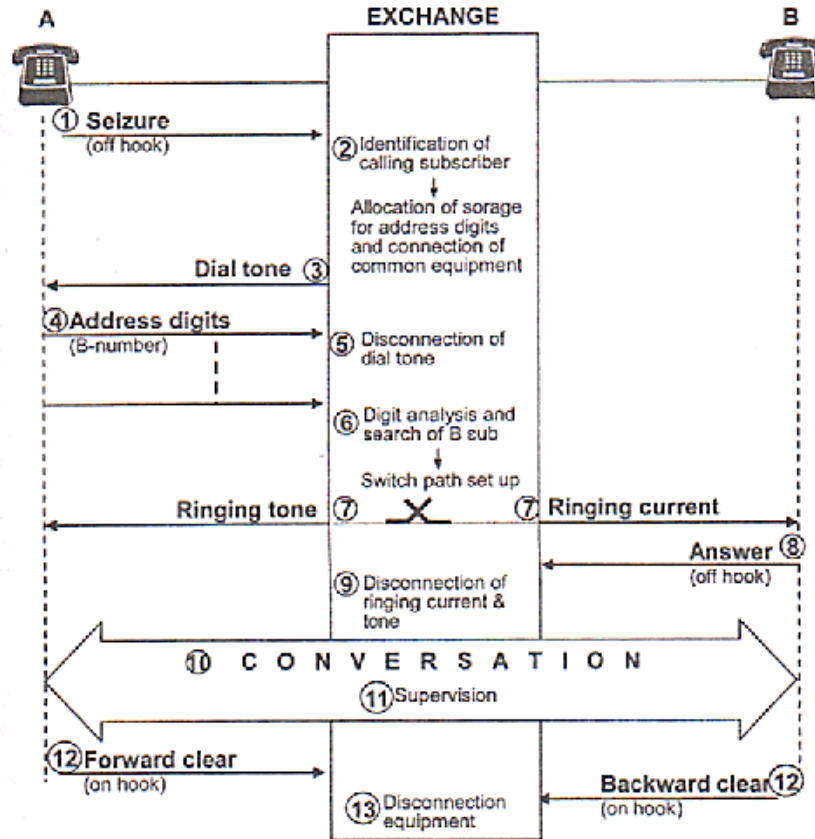 EXCHANGE
A
B
① Seizure
(off hook)
② Identification of
calling subscriber
Allocation of sorage
for address digits
and connection of
common equipment
Dial tone ③
④ Address digits
(B-number)
⑤ Disconnection of
dial tone
⑥ Digit analysis and
search of B sub
Switch path set up
Ringing tone ⑦
⑦ Ringing current
Answer ⑧
(off hook)
⑨ Disconnection of
ringing current &
tone
⑩ CONVERSATION
⑪ Supervision
⑫ Forward clear
(on hook)
Backward clear ⑫
(on hook)
⑬ Disconnection
equipment